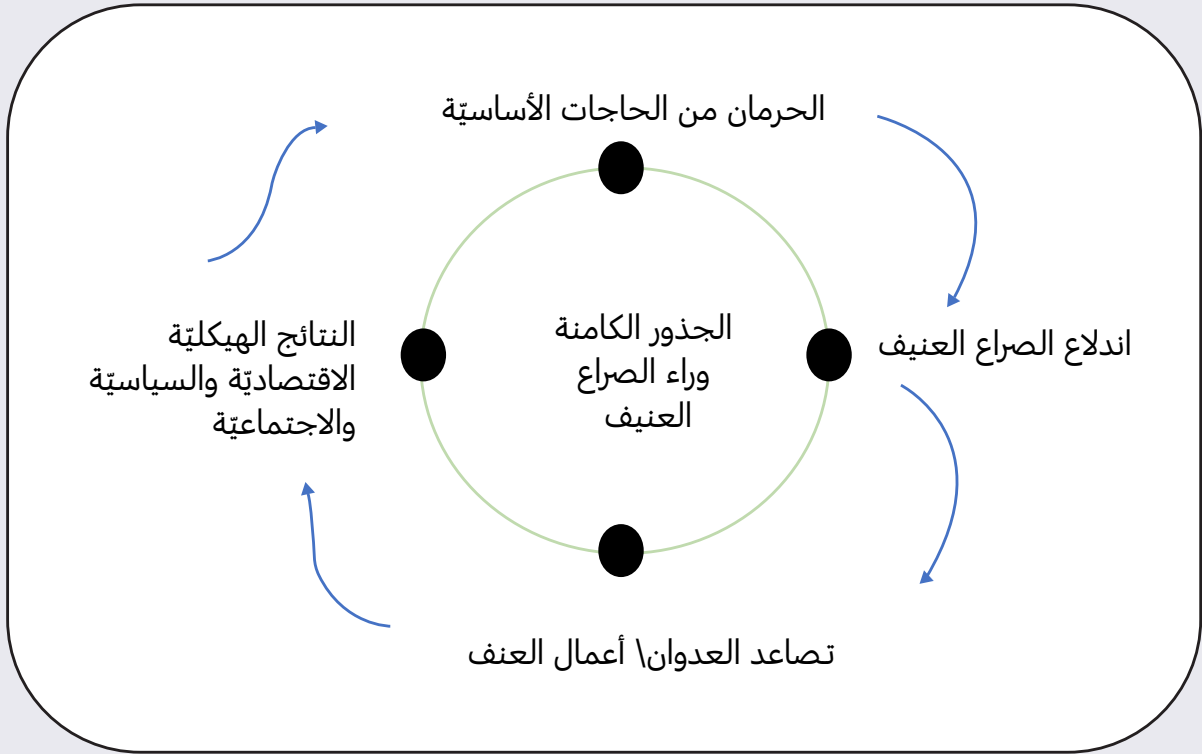 الحرمان من الحاجات الأساسيّة
اندلاع الصراع العنيف
تصاعد العدوان\ أعمال العنف
النتائج الهيكليّة
الاقتصاديّة والسياسيّة
والاجتماعيّة
الجذور الكامنة
وراء الصراع
العنيف